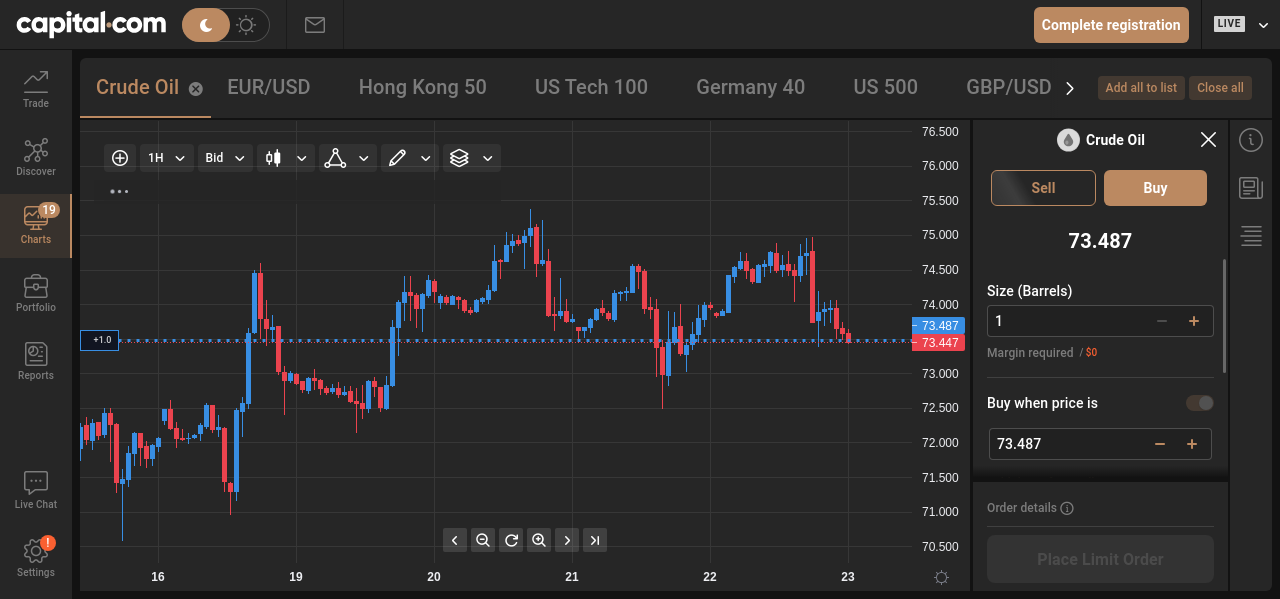 capital.com
Complete registration
LIVE
Trade
Discover
19
Charts
Portfolio
Reports
Live Chat
!
Settings
Crude Oil
EUR/USD
Hong Kong 50
US Tech 100
Germany 40
US 500
GBP/USD
Add all to list
Close all
1H
Bid
76.500
76.000
75.500
75.000
74.500
74.000
73.487
73.447
73.000
72.500
72.000
71.500
71.000
70.500
+1.0
16
19
20
21
22
23
Crude Oil
Sell
Buy
73.487
Size (Barrels)
1
Margin required / $0
Buy when price is
73.487
Order details
Place Limit Order